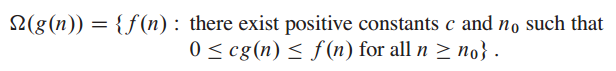 Ω(g(n)) = {f(n) : there exist positive constants c and n₀ such that
0 ≤ cg(n) ≤ f(n) for all n ≥ n₀} .